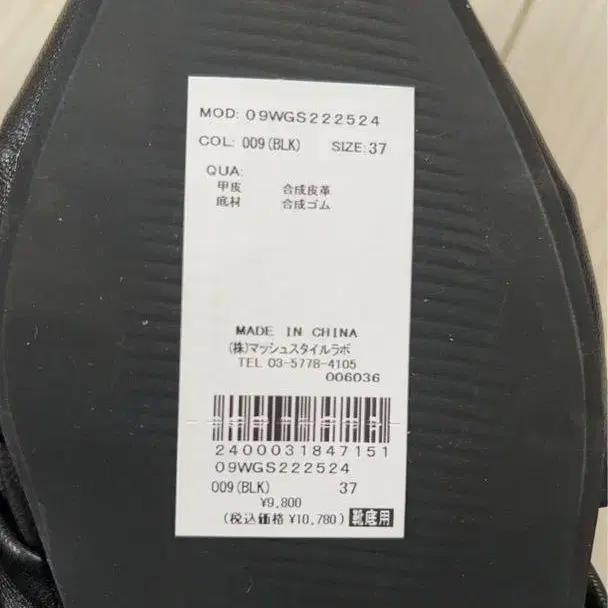 MOD: 09WGS222524
COL: 009(BLK) SIZE: 37
QUA:
甲皮 合成皮革
底材 合成ゴム
MADE IN CHINA
(株)マッシュスタイルラボ
TEL 03-5778-4105
006036
2400031847151
09WGS222524
009(BLK) 37
¥9,800
(税込価格 ¥10,780) 靴底用